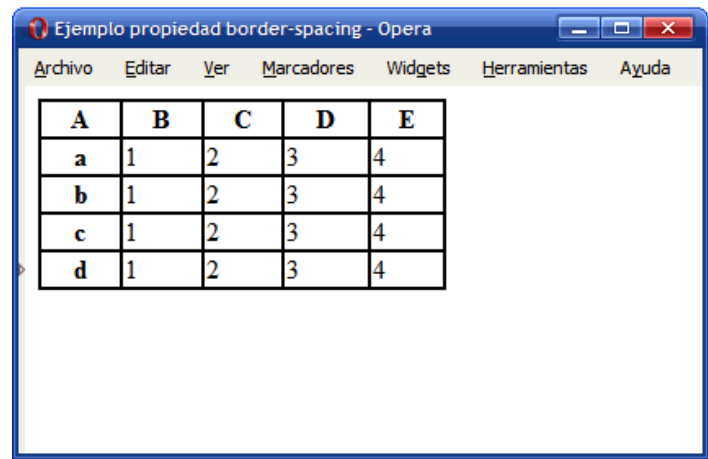 Ejemplo propiedad border-spacing - Opera
Archivo Editar Ver Marcadores Widgets Herramientas Ayuda
A B C D E
a 1 2 3 4
b 1 2 3 4
c 1 2 3 4
d 1 2 3 4